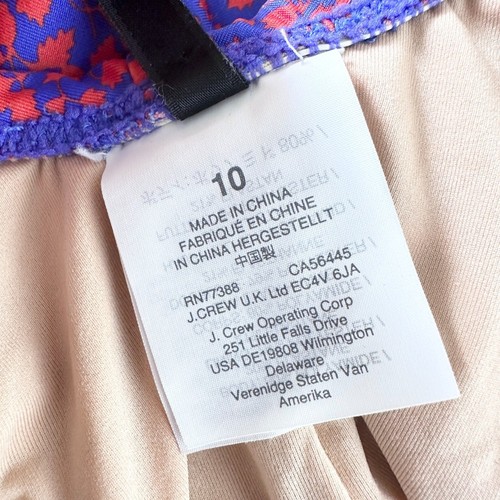 10
MADE IN CHINA
FABRIQUÉ EN CHINE
IN CHINA HERGESTELLT
中国製
RN77388 CA56445
J.CREW U.K. Ltd EC4V 6JA
J. Crew Operating Corp
251 Little Falls Drive
USA DE19808 Wilmington
Delaware
Verenidge Staten Van
Amerika